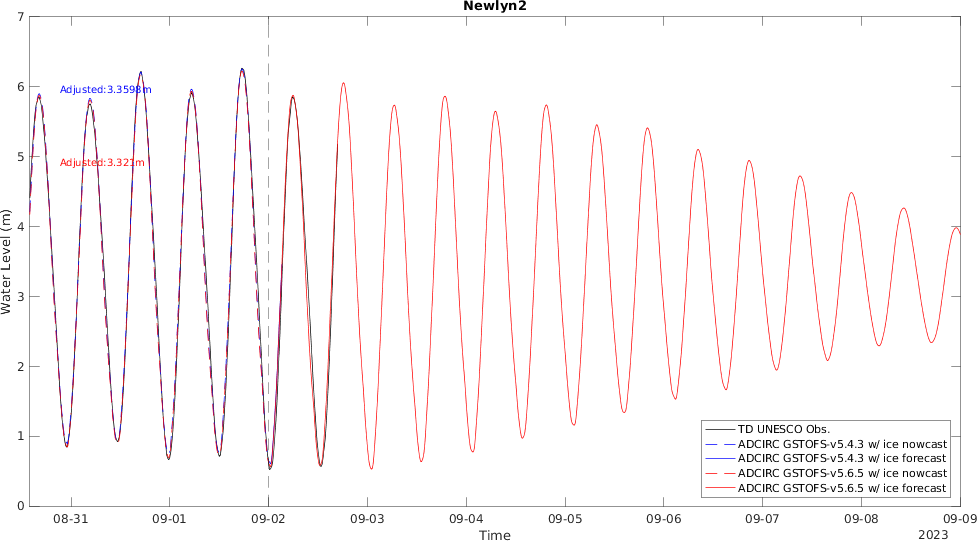 Newlyn2
7
6
5
4
3
2
1
0
Water Level (m)
Adjusted:3.3598m
Adjusted:3.321m
TD UNESCO Obs.
ADCIRC GSTOFS-v5.4.3 w/ ice nowcast
ADCIRC GSTOFS-v5.4.3 w/ ice forecast
ADCIRC GSTOFS-v5.6.5 w/ ice nowcast
ADCIRC GSTOFS-v5.6.5 w/ ice forecast
08-31 09-01 09-02 09-03 09-04 09-05 09-06 09-07 09-08 09-09
Time
2023